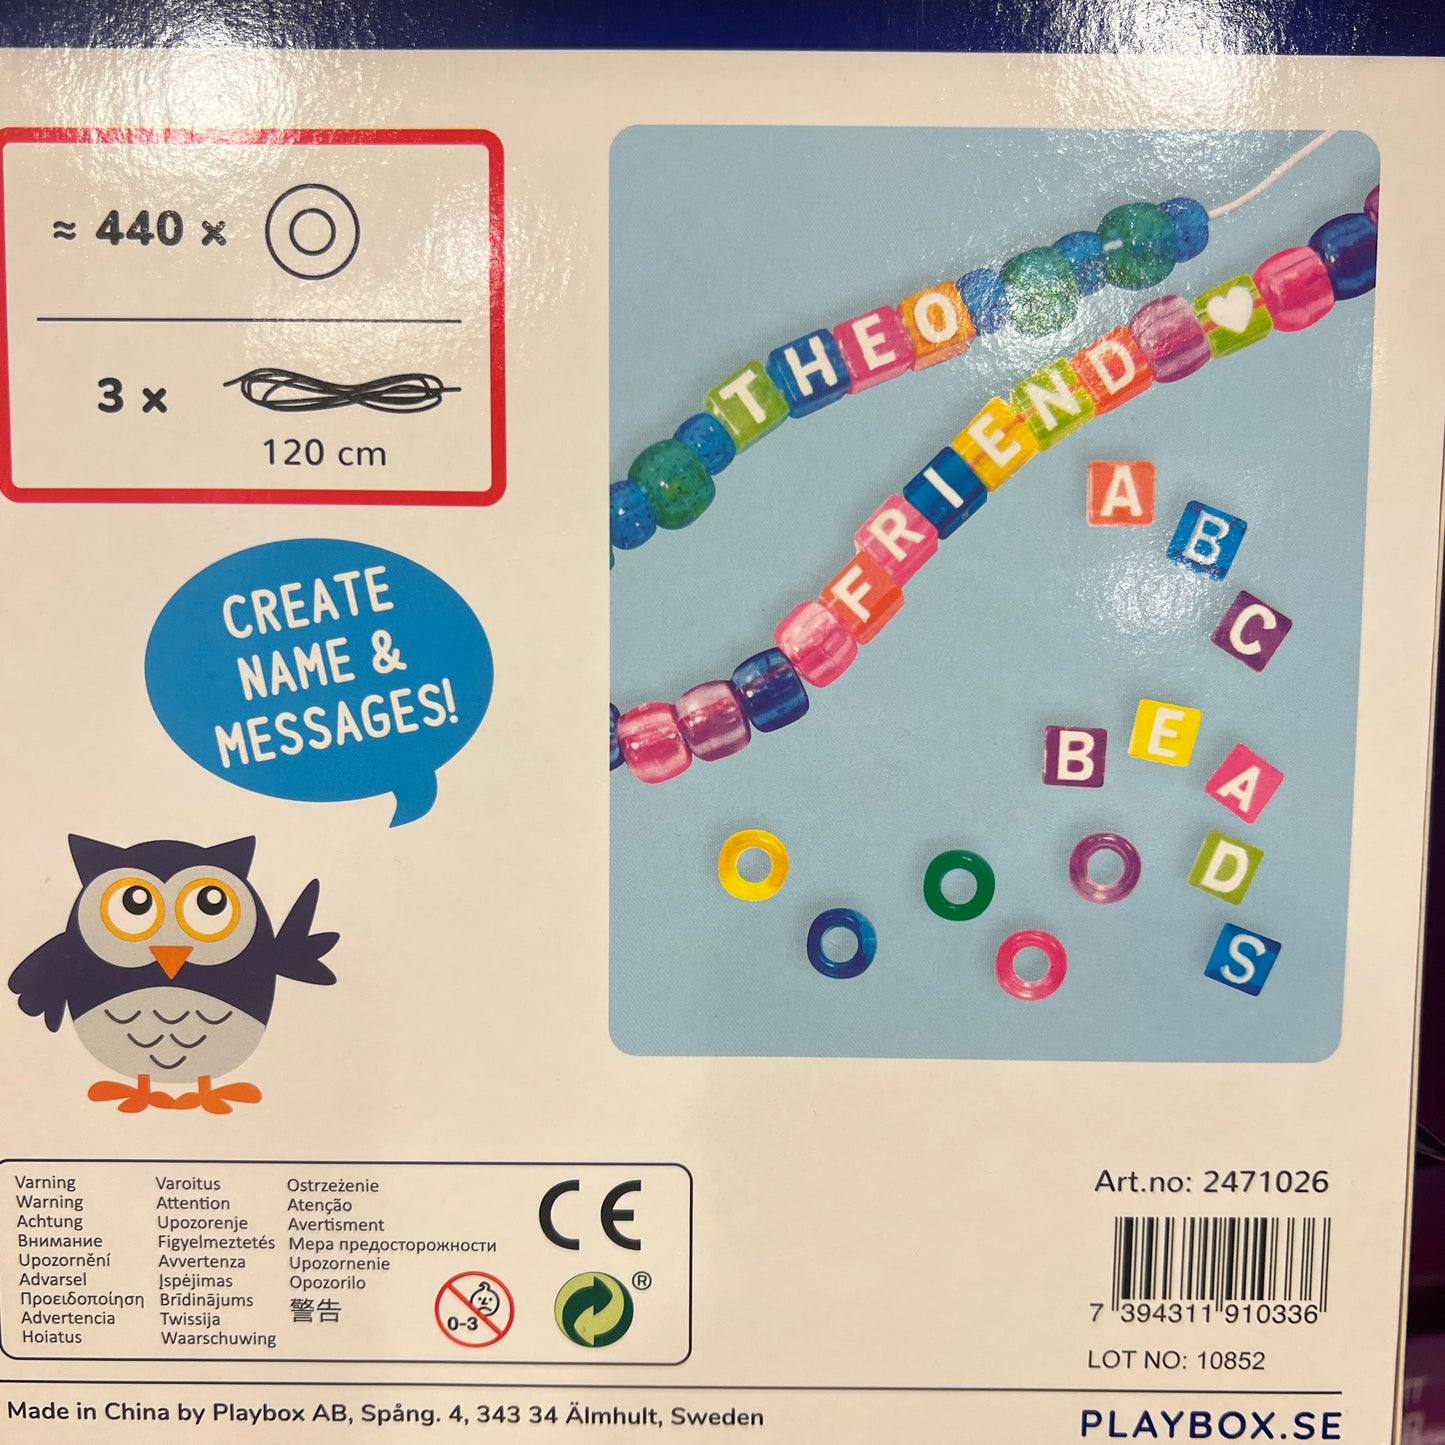 ≈ 440 x
3 x
120 cm
CREATE
NAME &
MESSAGES!
THEO
FRIEND
A
B
C
B
E
A
D
S
Varning
Warning
Achtung
Внимание
Upozornění
Advarsel
Προειδοποίηση
Advertencia
Hoiatus
Varoitus
Attention
Upozorenje
Figyelmeztetés
Avvertenza
Įspėjimas
Brīdinājums
Twissija
Waarschuwing
Ostrzeżenie
Atenção
Avertisment
Мера предосторожности
Upozornenie
Opozorilo
警告
CE
0-3
®
Art.no: 2471026
7 394311 910336
LOT NO: 10852
Made in China by Playbox AB, Spång. 4, 343 34 Älmhult, Sweden
PLAYBOX.SE